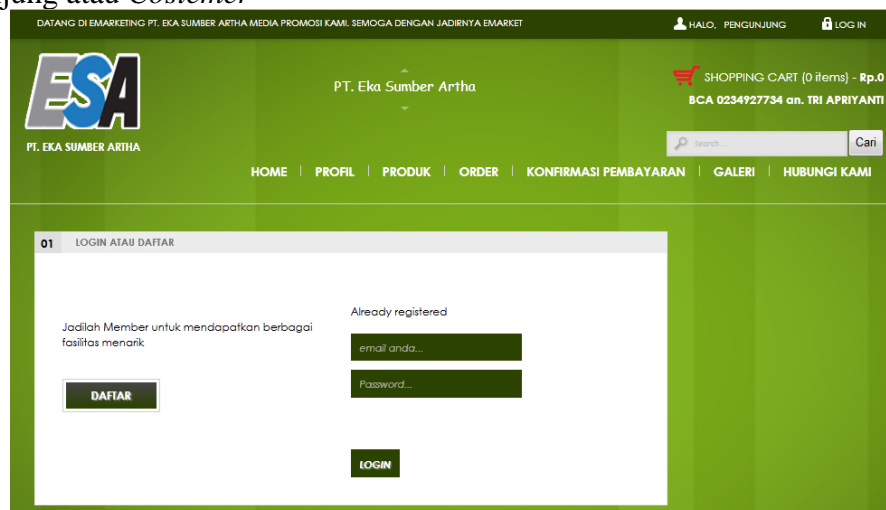 jung atau Costemer
DATANG DI EMARKETING PT. EKA SUMBER ARTHA MEDIA PROMOSI KAMI. SEMOGA DENGAN JADIRNYA EMARKET
HALO, PENGUNJUNG
LOG IN
ESA
PT. EKA SUMBER ARTHA
PT. Eka Sumber Artha
SHOPPING CART (0 items) - Rp.0
BCA 0234927734 an. TRI APRIYANTI
Search...
Cari
HOME | PROFIL | PRODUK | ORDER | KONFIRMASI PEMBAYARAN | GALERI | HUBUNGI KAMI
01 LOGIN ATAU DAFTAR
Jadilah Member untuk mendapatkan berbagai
fasilitas menarik
DAFTAR
Already registered
email anda...
Password...
LOGIN